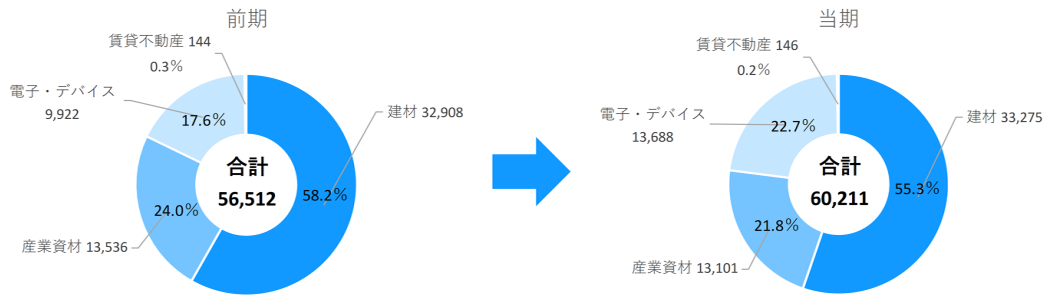 前期
賃貸不動産 144
0.3%
電子・デバイス
9,922
17.6%
建材 32,908
合計
56,512
58.2%
24.0%
産業資材 13,536
当期
賃貸不動産 146
0.2%
電子・デバイス
13,688
22.7%
建材 33,275
合計
60,211
55.3%
21.8%
産業資材 13,101